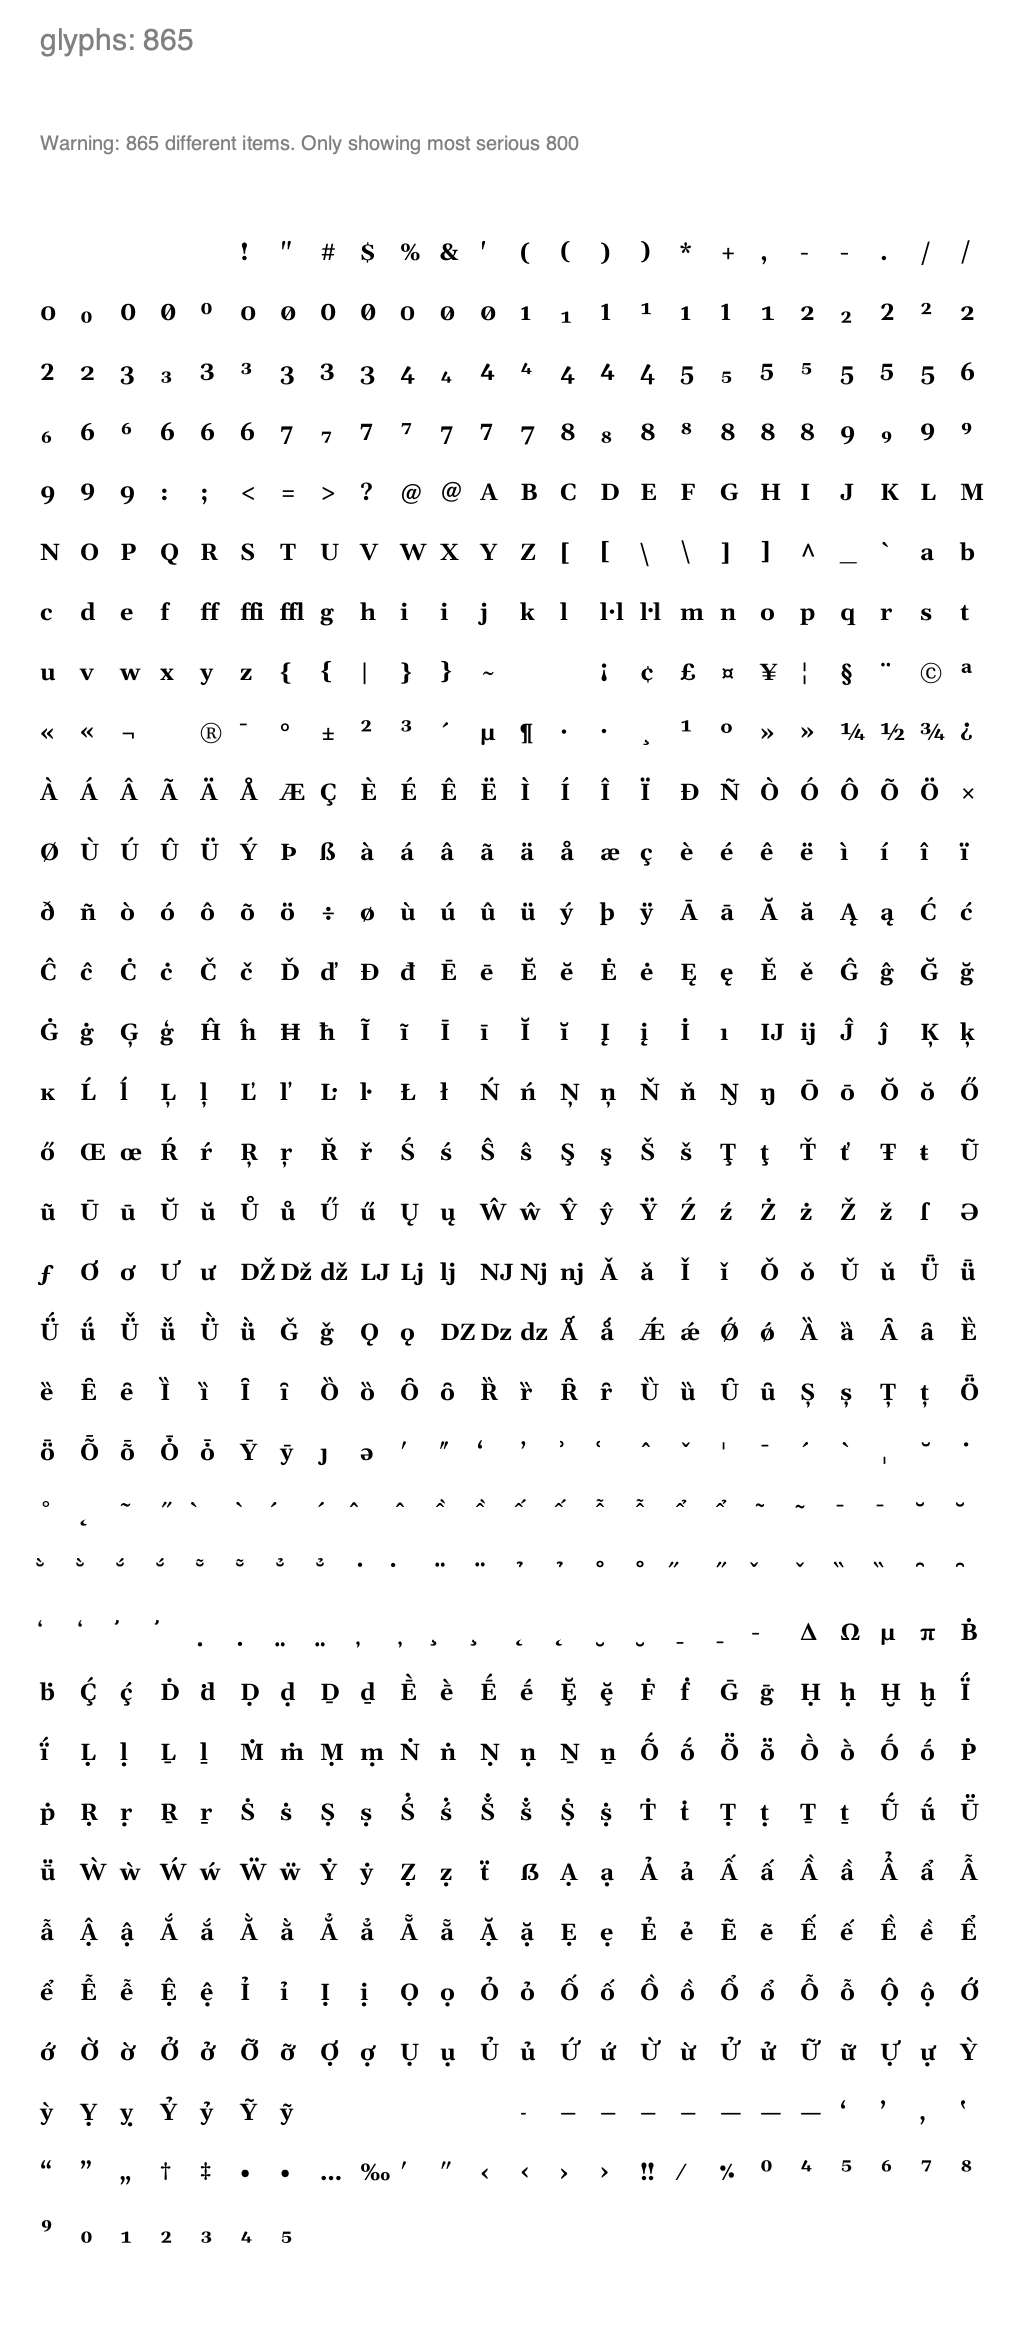 glyphs: 865
Warning: 865 different items. Only showing most serious 800
! " # $ % & ' ( ( ) ) * + , - - . / /
0 ₀ 0 0 ⁰ 0 0 0 0 0 0 0 1 ₁ 1 ¹ 1 1 1 2 ₂ 2 ² 2
2 2 3 ₃ 3 ³ 3 3 3 4 ₄ 4 ⁴ 4 4 4 5 ₅ 5 ⁵ 5 5 5 6
₆ 6 ⁶ 6 6 6 7 ₇ 7 ⁷ 7 7 7 8 ₈ 8 ⁸ 8 8 8 9 ₉ 9 ⁹
9 9 9 : ; < = > ? @ @ A B C D E F G H I J K L M
N O P Q R S T U V W X Y Z [ [ \ \ ] ] ^ _ ` a b
c d e f ff ffi ffl g h i i j k l l·l l·l m n o p q r s t
u v w x y z { { | } } ~ ¡ ¢ £ ¤ ¥ ¦ § ¨ © ª
« « ¬ ® ¯ ° ± ² ³ ´ µ ¶ · · ¸ ¹ º » » ¼ ½ ¾ ¿
À Á Â Ã Ä Å Æ Ç È É Ê Ë Ì Í Î Ï Ð Ñ Ò Ó Ô Õ Ö ×
Ø Ù Ú Û Ü Ý Þ ß à á â ã ä å æ ç è é ê ë ì í î ï
ð ñ ò ó ô õ ö ÷ ø ù ú û ü ý þ ÿ Ā ā Ă ă Ą ą Ć ć
Ĉ ĉ Ċ ċ Č č Ď ď Đ đ Ē ē Ĕ ĕ Ė ė Ę ę Ě ě Ĝ ĝ Ğ ğ
Ġ ġ Ģ ģ Ĥ ĥ Ħ ħ Ĩ ĩ Ī ī Ĭ ĭ Į į İ ı IJ ij Ĵ ĵ Ķ ķ
ĸ Ĺ ĺ Ļ ļ Ľ ľ Ŀ ŀ Ł ł Ń ń Ņ ņ Ň ň Ŋ ŋ Ō ō Ŏ ŏ Ő
ő Œ œ Ŕ ŕ Ŗ ŗ Ř ř Ś ś Ŝ ŝ Ş ş Š š Ţ ţ Ť ť Ŧ ŧ Ũ
ũ Ū ū Ŭ ŭ Ů ů Ű ű Ų ų Ŵ ŵ Ŷ ŷ Ÿ Ź ź Ż ż Ž ž ſ Ə
ƒ Ơ ơ Ư ư DŽ Dž dž LJ Lj lj NJ Nj nj Ǎ ǎ Ǐ ǐ Ǒ ǒ Ǔ ǔ Ǖ ǖ
Ǘ ǘ Ǚ ǚ Ǜ ǜ Ǧ ǧ Ǫ ǫ DZ Dz dz Ǻ ǻ Ǽ ǽ Ǿ ǿ Ȁ ȁ Ȃ ȃ Ȅ
ȅ Ȇ ȇ Ȉ ȉ Ȋ ȋ Ȍ ȍ Ȏ ȏ Ȑ ȑ Ȓ ȓ Ȕ ȕ Ȗ ȗ Ș ș Ț ț Ȫ
ȫ Ȭ ȭ Ȱ ȱ Ȳ ȳ ȷ ə ʹ ʺ ʻ ʼ ʾ ʿ ˆ ˇ ˈ ˉ ˊ ˋ ˌ ˘ ˙
˚ ˛ ˜ ˝
Δ Ω μ π Ḃ
ḃ Ḉ ḉ Ḋ ḋ Ḍ ḍ Ḏ ḏ Ḕ ḕ Ḗ ḗ Ḝ ḝ Ḟ ḟ Ḡ ḡ Ḥ ḥ Ḫ ḫ Ḯ
ḯ Ḷ ḷ Ḻ ḻ Ṁ ṁ Ṃ ṃ Ṅ ṅ Ṇ ṇ Ṉ ṉ Ṍ ṍ Ṏ ṏ Ṑ ṑ Ṓ ṓ Ṗ
ṗ Ṛ ṛ Ṟ ṟ Ṡ ṡ Ṣ ṣ Ṥ ṥ Ṧ ṧ Ṩ ṩ Ṫ ṫ Ṭ ṭ Ṯ ṯ Ṹ ṹ Ṻ
ṻ Ẁ ẁ Ẃ ẃ Ẅ ẅ Ẏ ẏ Ẓ ẓ ẗ ẞ Ạ ạ Ả ả Ấ ấ Ầ ầ Ẩ ẩ Ẫ
ẫ Ậ ậ Ắ ắ Ằ ằ Ẳ ẳ Ẵ ẵ Ặ ặ Ẹ ẹ Ẻ ẻ Ẽ ẽ Ế ế Ề ề Ể
ể Ễ ễ Ệ ệ Ỉ ỉ Ị ị Ọ ọ Ỏ ỏ Ố ố Ồ ồ Ổ ổ Ỗ ỗ Ộ ộ Ớ
ớ Ờ ờ Ở ở Ỡ ỡ Ợ ợ Ụ ụ Ủ ủ Ứ ứ Ừ ừ Ử ử Ữ ữ Ự ự Ỳ
ỳ Ỵ ỵ Ỷ ỷ Ỹ ỹ ‐ – – – – — — — ‘ ’ ‚ ‛
“ ” „ † ‡ • • … ‰ ′ ″ ‹ ‹ › › ‼ ⁄ ⁒ ⁰ ⁴ ⁵ ⁶ ⁷ ⁸
⁹ ₀ ₁ ₂ ₃ ₄ ₅